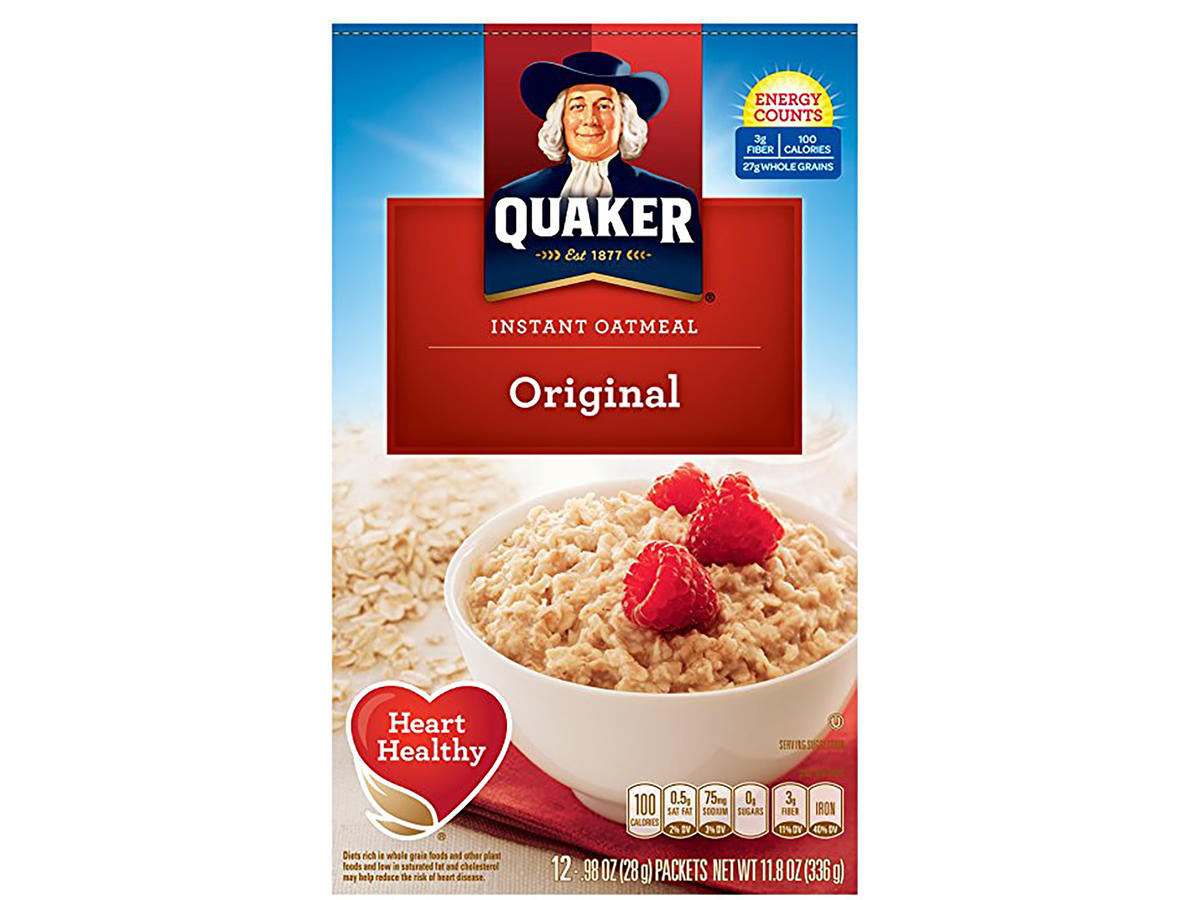 ENERGY
COUNTS
3g
FIBER
100
CALORIES
27g WHOLE GRAINS
QUAKER
Est 1877
®
INSTANT OATMEAL
Original
Heart
Healthy
®
U
SERVING
100
CALORIES
0.5g
SAT FAT
2% DV
75mg
SODIUM
3% DV
0g
SUGARS
3g
FIBER
11% DV
IRON
40% DV
Diets rich in whole grain foods and other plant
foods and low in saturated fat and cholesterol
may help reduce the risk of heart disease.
12 - .98 OZ (28 g) PACKETS NET WT 11.8 OZ (336 g)